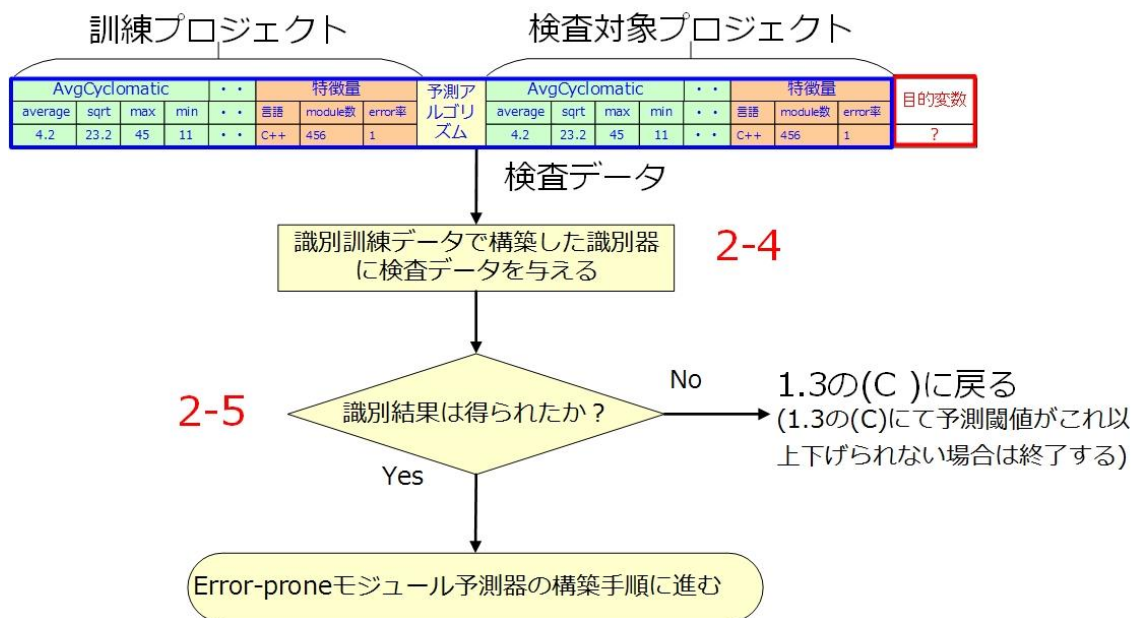 訓練プロジェクト 検査対象プロジェクト
AvgCyclomatic ・・ 特徴量 予測アルゴリズム AvgCyclomatic ・・ 特徴量 目的変数
average sqrt max min ・・ 言語 module数 error率 average sqrt max min ・・ 言語 module数 error率
4.2 23.2 45 11 ・・ C++ 456 1 4.2 23.2 45 11 ・・ C++ 456 1 ?
検査データ
識別訓練データで構築した識別器
に検査データを与える
2-4
2-5
識別結果は得られたか？
No
1.3の(C )に戻る
(1.3の(C)にて予測閾値がこれ以
上下げられない場合は終了する)
Yes
Error-proneモジュール予測器の構築手順に進む